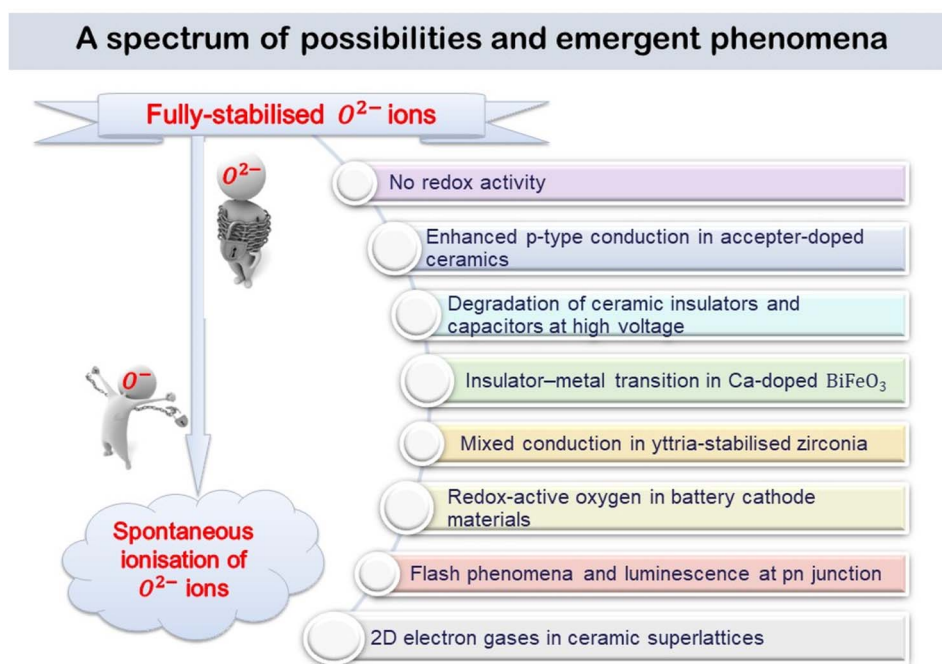 A spectrum of possibilities and emergent phenomena
Fully-stabilised O²⁻ ions
O²⁻
No redox activity
Enhanced p-type conduction in accepter-doped
ceramics
Degradation of ceramic insulators and
capacitors at high voltage
O⁻
Insulator–metal transition in Ca-doped BiFeO₃
Mixed conduction in yttria-stabilised zirconia
Redox-active oxygen in battery cathode
materials
Spontaneous
ionisation of
O²⁻ ions
Flash phenomena and luminescence at pn junction
2D electron gases in ceramic superlattices